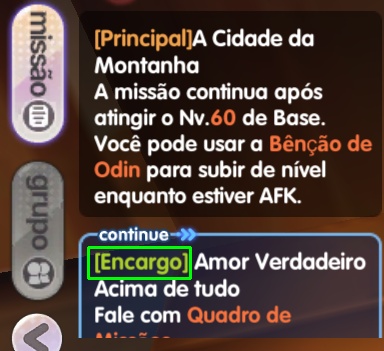 missão
grupo
[Principal]A Cidade da
Montanha
A missão continua após
atingir o Nv.60 de Base.
Você pode usar a Bênção de
Odin para subir de nível
enquanto estiver AFK.
continue
[Encargo] Amor Verdadeiro
Acima de tudo
Fale com Quadro de